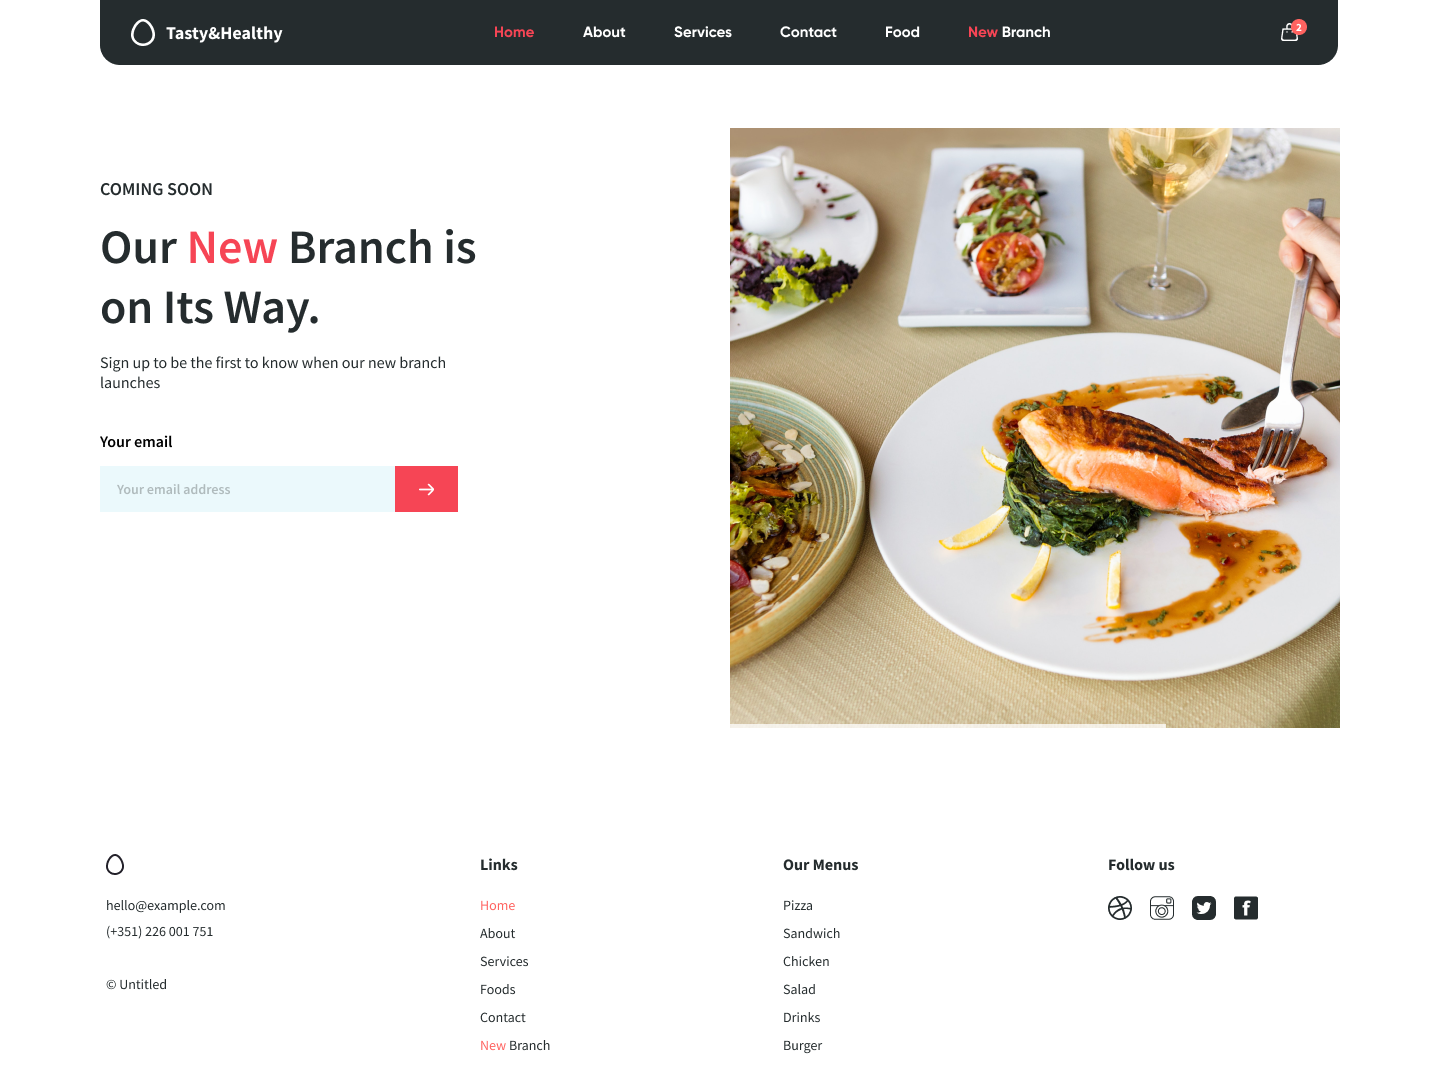 Tasty&Healthy
Home About Services Contact Food New Branch
2
COMING SOON
Our New Branch is
on Its Way.
Sign up to be the first to know when our new branch
launches
Your email
Your email address
hello@example.com
(+351) 226 001 751
© Untitled
Links
Home
About
Services
Foods
Contact
New Branch
Our Menus
Pizza
Sandwich
Chicken
Salad
Drinks
Burger
Follow us